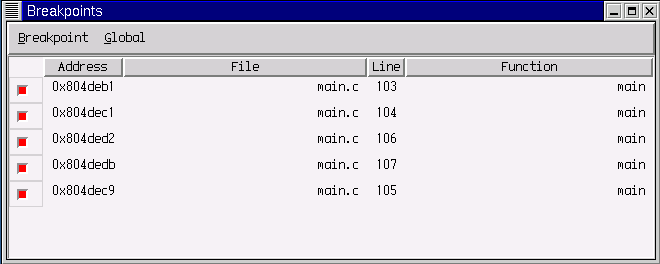 Breakpoints
Breakpoint Global
Address File Line Function
0x804deb1 main.c 103 main
0x804dec1 main.c 104 main
0x804ded2 main.c 106 main
0x804dedb main.c 107 main
0x804dec9 main.c 105 main